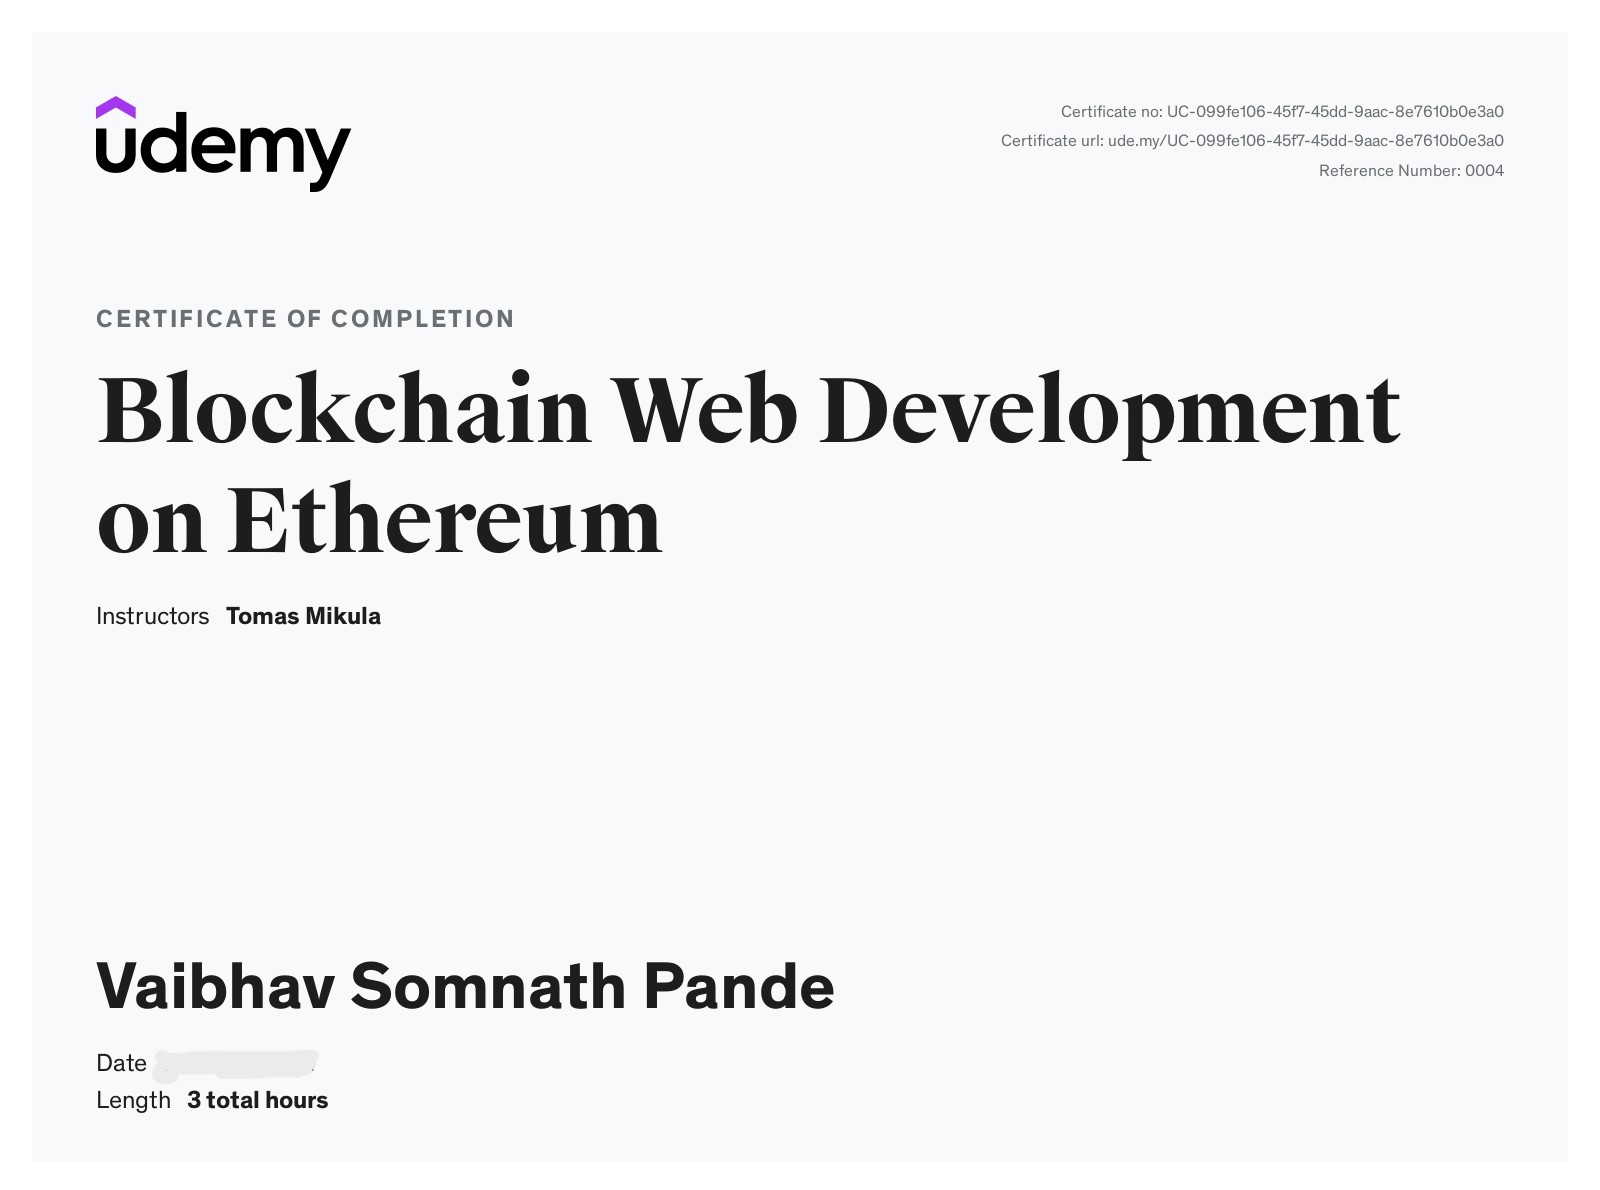 udemy
Certificate no: UC-099fe106-45f7-45dd-9aac-8e7610b0e3a0
Certificate url: ude.my/UC-099fe106-45f7-45dd-9aac-8e7610b0e3a0
Reference Number: 0004
CERTIFICATE OF COMPLETION
Blockchain Web Development
on Ethereum
Instructors Tomas Mikula
Vaibhav Somnath Pande
Date
Length 3 total hours